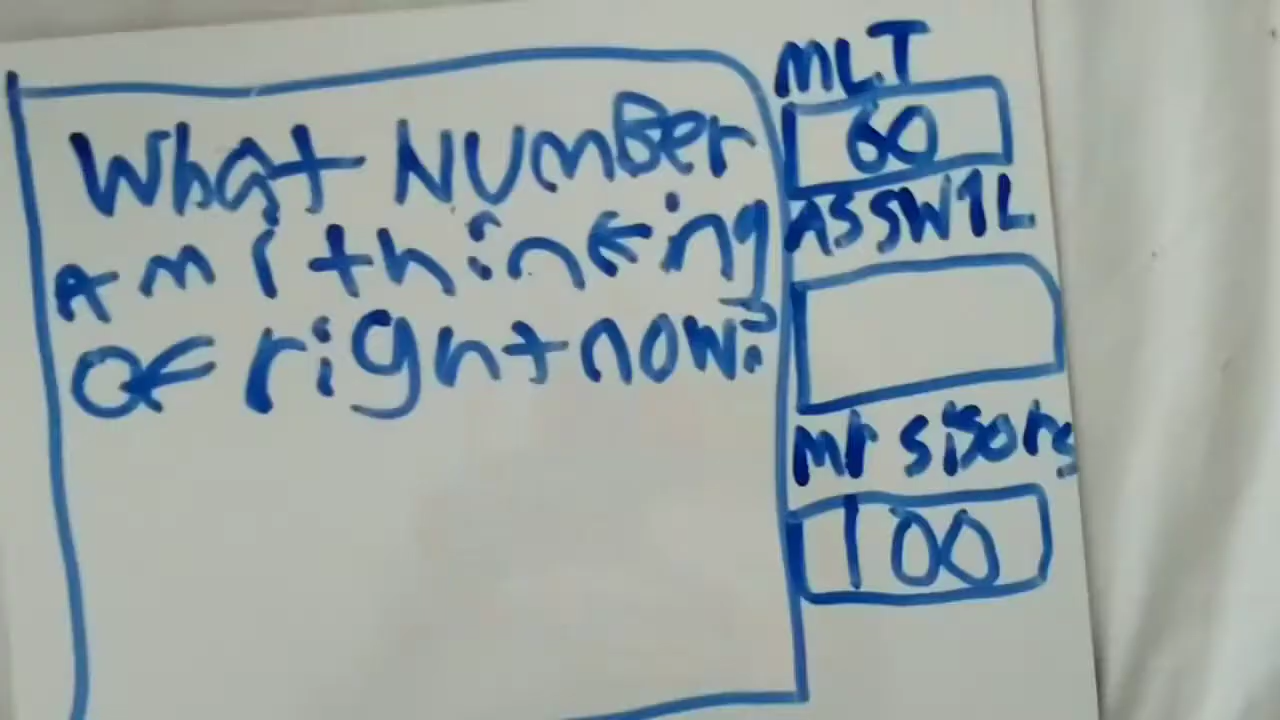 What NUmBer
Am i thinking
OF right now?
MLT
60
ASSW1L
Mr sisors
100